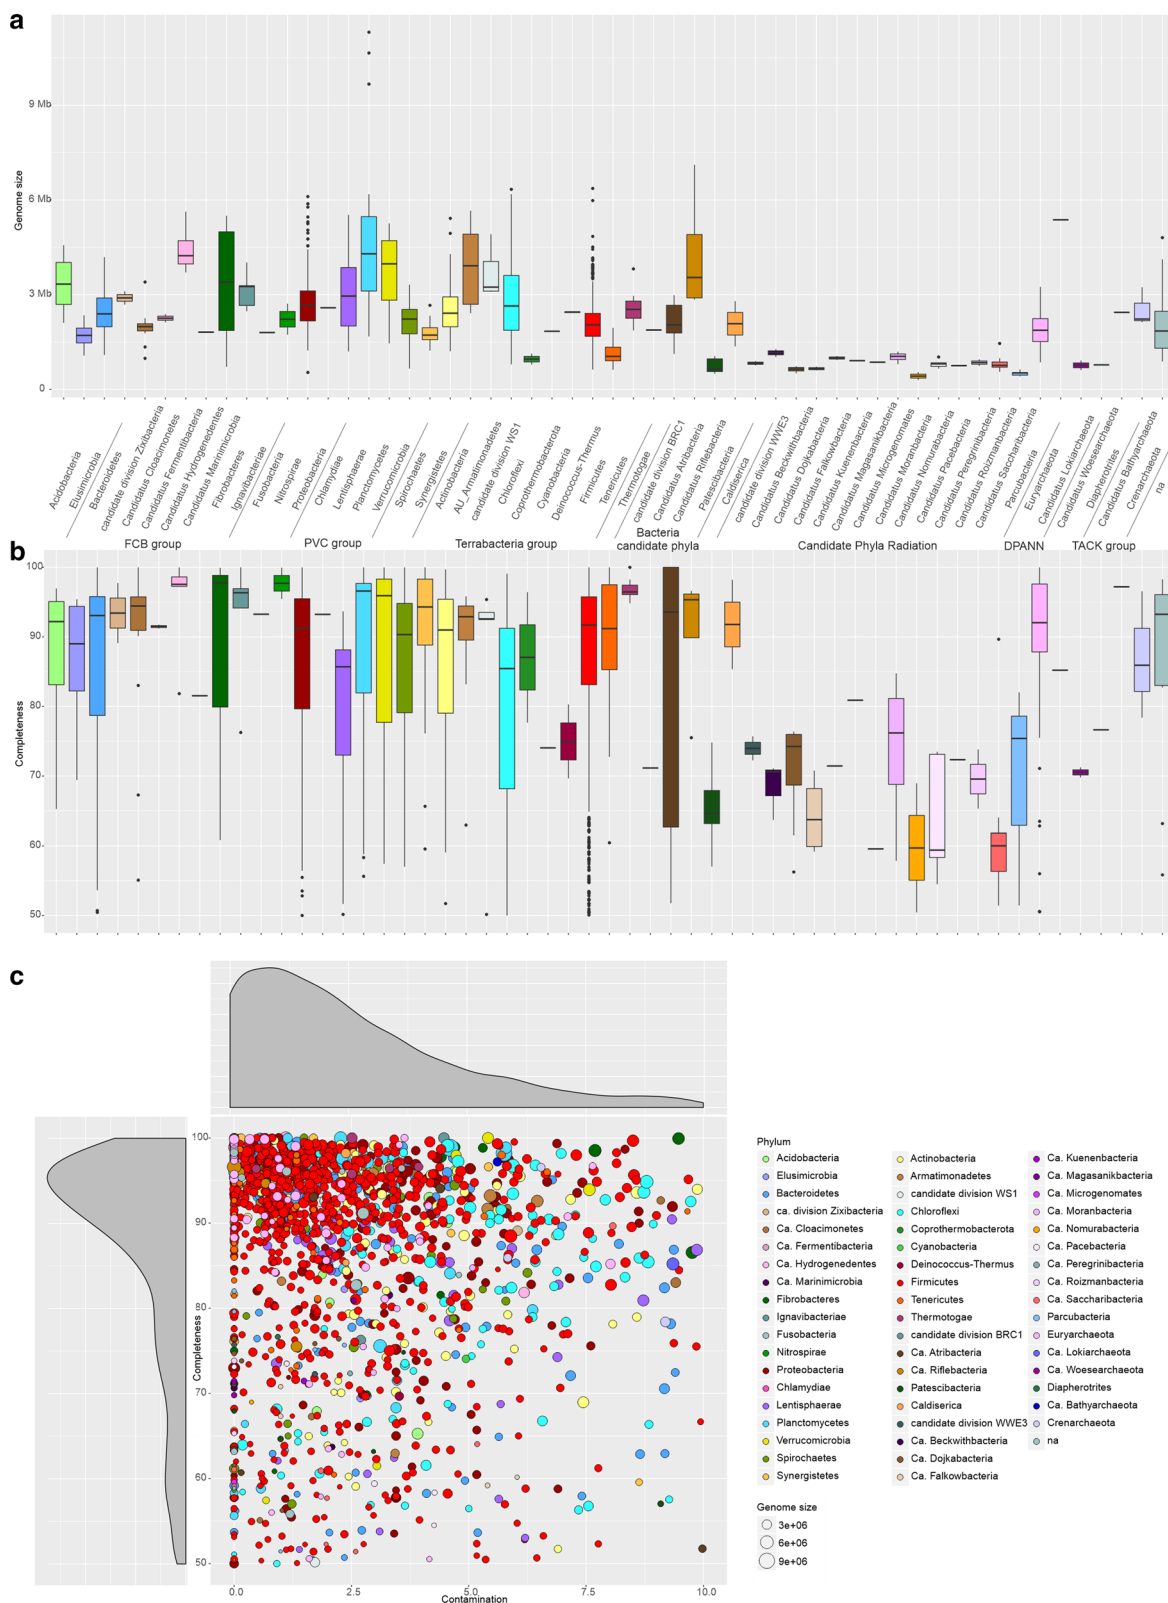 a
9 Mb
6 Mb
3 Mb
0
Genome size
Acidobacteria
Elusimicrobia
Bacteroidetes
candidate division Zixibacteria
Candidatus Cloacimonetes
Candidatus Fermentibacteria
Candidatus Hydrogenedentes
Candidatus Marinimicrobia
Fibrobacteres
Ignavibacteriae
Fusobacteria
Nitrospirae
Proteobacteria
Chlamydiae
Lentisphaerae
Planctomycetes
Verrucomicrobia
Spirochaetes
Synergistetes
Actinobacteria
AU_Armatimonadetes
candidate division WS1
Chloroflexi
Coprothermobacterota
Cyanobacteria
Deinococcus-Thermus
Firmicutes
Tenericutes
Thermotogae
candidate division BRC1
Candidatus Atribacteria
Candidatus Riflebacteria
Patescibacteria
Caldiserica
candidate division WWE3
Candidatus Beckwithbacteria
Candidatus Dojkabacteria
Candidatus Falkowbacteria
Candidatus Kuenenbacteria
Candidatus Magasanikbacteria
Candidatus Microgenomates
Candidatus Moranbacteria
Candidatus Nomurabacteria
Candidatus Pacebacteria
Candidatus Peregrinibacteria
Candidatus Roizmanbacteria
Candidatus Saccharibacteria
Parcubacteria
Euryarchaeota
Candidatus Lokiarchaeota
Candidatus Woesearchaeota
Diapherotrites
Candidatus Bathyarchaeota
Crenarchaeota
na
FCB group
PVC group
Terrabacteria group
Bacteria
candidate phyla
Candidate Phyla Radiation
DPANN
TACK group
b
100
90
80
70
60
50
Completeness
c
100
90
80
70
60
50
Completeness
0.0
2.5
5.0
7.5
10.0
Contamination
Phylum
Acidobacteria
Elusimicrobia
Bacteroidetes
ca. division Zixibacteria
Ca. Cloacimonetes
Ca. Fermentibacteria
Ca. Hydrogenedentes
Ca. Marinimicrobia
Fibrobacteres
Ignavibacteriae
Fusobacteria
Nitrospirae
Proteobacteria
Chlamydiae
Lentisphaerae
Planctomycetes
Verrucomicrobia
Spirochaetes
Synergistetes
Actinobacteria
Armatimonadetes
candidate division WS1
Chloroflexi
Coprothermobacterota
Cyanobacteria
Deinococcus-Thermus
Firmicutes
Tenericutes
Thermotogae
candidate division BRC1
Ca. Atribacteria
Ca. Riflebacteria
Patescibacteria
Caldiserica
candidate division WWE3
Ca. Beckwithbacteria
Ca. Dojkabacteria
Ca. Falkowbacteria
Ca. Kuenenbacteria
Ca. Magasanikbacteria
Ca. Microgenomates
Ca. Moranbacteria
Ca. Nomurabacteria
Ca. Pacebacteria
Ca. Peregrinibacteria
Ca. Roizmanbacteria
Ca. Saccharibacteria
Parcubacteria
Euryarchaeota
Ca. Lokiarchaeota
Ca. Woesearchaeota
Diapherotrites
Ca. Bathyarchaeota
Crenarchaeota
na
Genome size
3e+06
6e+06
9e+06